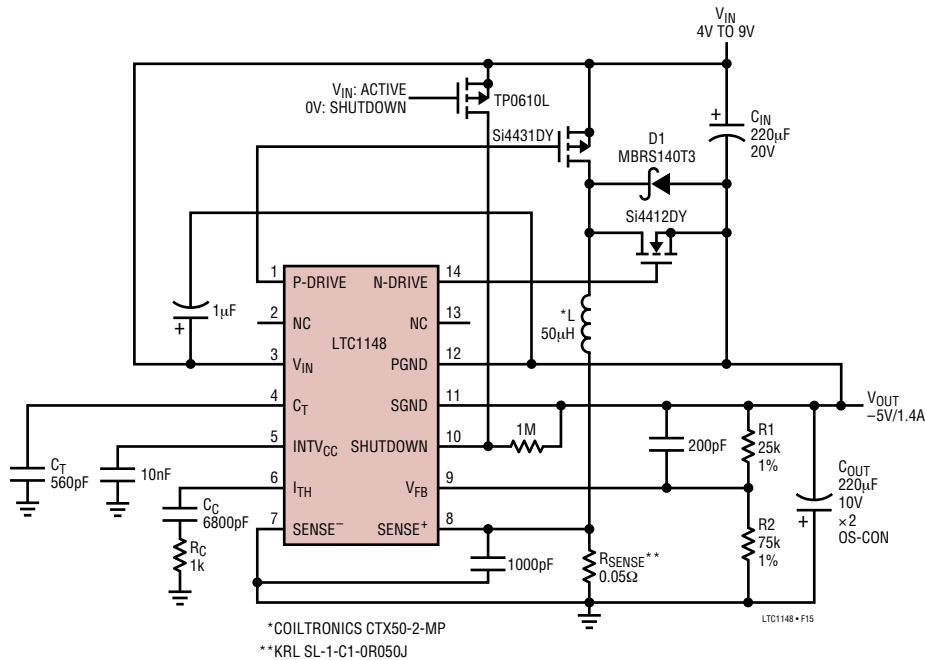 V_IN
4V TO 9V
V_IN: ACTIVE
0V: SHUTDOWN
TP0610L
Si4431DY
+
C_IN
220µF
20V
D1
MBRS140T3
Si4412DY
1µF
+
1
P-DRIVE
N-DRIVE
14
*L
50µH
2
NC
NC
13
LTC1148
3
V_IN
PGND
12
4
C_T
SGND
11
V_OUT
–5V/1.4A
5
INTV_CC
SHUTDOWN
10
1M
200pF
R1
25k
1%
C_T
560pF
10nF
6
I_TH
V_FB
9
C_OUT
220µF
10V
×2
OS-CON
+
C_C
6800pF
7
SENSE⁻
SENSE⁺
8
R2
75k
1%
R_C
1k
1000pF
R_SENSE**
0.05Ω
LTC1148 • F15
*COILTRONICS CTX50-2-MP
**KRL SL-1-C1-0R050J